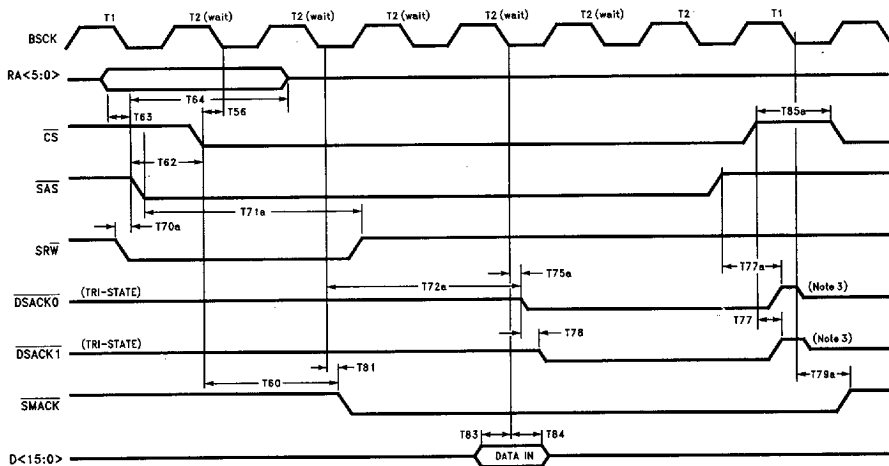 T1 T2 (wait) T2 (wait) T2 (wait) T2 (wait) T2 (wait) T2 T1
BSCK
RA<5:0>
T64
T63 T56 T85a
CS
T62
SAS
T71a
T70a
SRW
T77a
T75a
T72a
(TRI-STATE) (Note 3)
DSACK0
T77
T78
(TRI-STATE) (Note 3)
DSACK1
T81
T60 T79a
SMACK
T83 T84
D<15:0> DATA IN